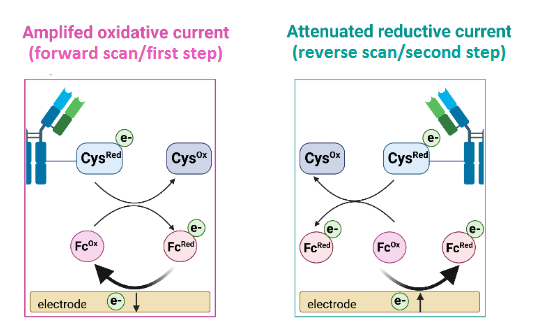 Amplifed oxidative current
(forward scan/first step)
Attenuated reductive current
(reverse scan/second step)
e-
Cys^Red
Cys^Ox
e-
Fc^Ox
Fc^Red
electrode
e-
e-
Cys^Ox
Cys^Red
e-
e-
Fc^Red
Fc^Ox
Fc^Red
electrode
e-